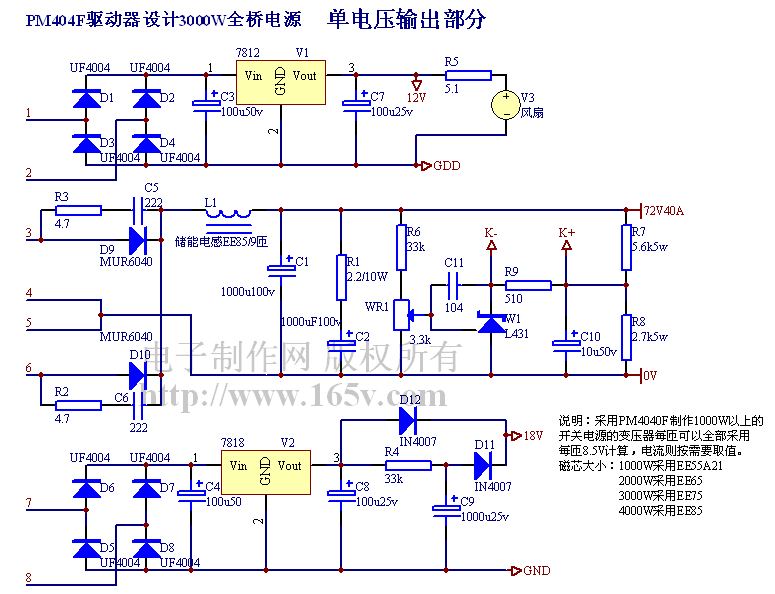 PM404F驱动器设计3000W全桥电源 单电压输出部分
UF4004 UF4004 7812 V1
1 Vin GND Vout 3 R5
D1 D2 C3 100u50v C7 100u25v 12V 5.1 V3 风扇
1
2
D3 UF4004 D4 UF4004
2 GDD
R3 C5 222 L1
4.7 72V40A
3 D9 MUR6040 储能电感EE85/9匝
R6 33k K- K+ R7 5.6k5w
C1 1000u100v R1 2.2/10W C11 104 R9 510
4
5
WR1 3.3k
1000uF100v W1 L431 R8 2.7k5w
MUR6040 C2 C10 10u50v
D10
电子制作网 版权所有
6 0V
http://www.165v.com
R2 4.7 C6 222
D12 IN4007
说明：采用PM4040F制作1000W以上的
开关电源的变压器每匝可以全部采用
每匝8.5V计算，电流则按需要取值。
磁芯大小：1000W采用EE55A21
2000W采用EE65
3000W采用EE75
4000W采用EE85
UF4004 UF4004 7818 V2
1 Vin GND Vout 3 R4 33k D11 IN4007 18V
D6 D7 C4 100u50 C8 100u25v C9 1000u25v
7
2
D5 UF4004 D8 UF4004
8 GND